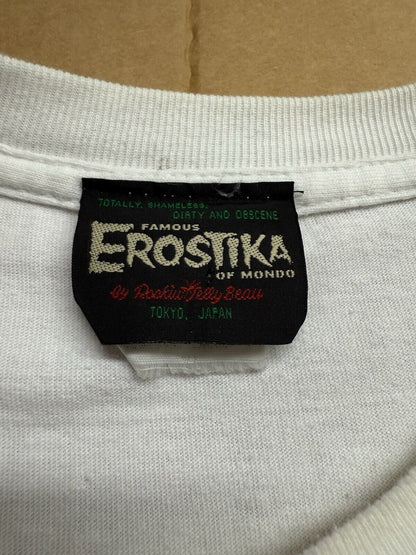 TOTALLY, SHAMELESS,
DIRTY AND OBSCENE
FAMOUS
EROSTIKA
OF MONDO
by Rockin' Jelly Bean
TOKYO, JAPAN